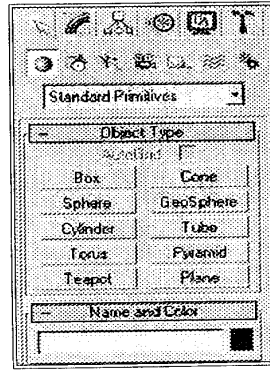 Standard Primitives
Object Type
AutoGrid
Box Cone
Sphere GeoSphere
Cylinder Tube
Torus Pyramid
Teapot Plane
Name and Color